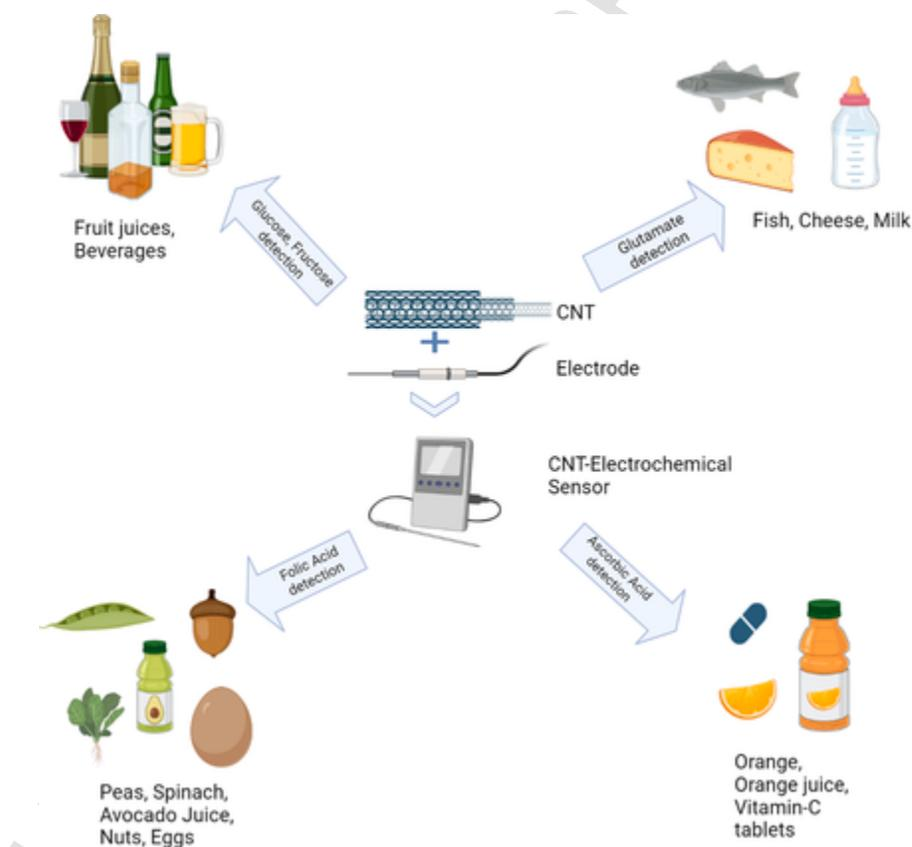 Fruit juices,
Beverages
Glucose, Fructose
detection
Glutamate
detection
Fish, Cheese, Milk
CNT
Electrode
CNT-Electrochemical
Sensor
Folic Acid
detection
Ascorbic Acid
detection
Peas, Spinach,
Avocado Juice,
Nuts, Eggs
Orange,
Orange juice,
Vitamin-C
tablets